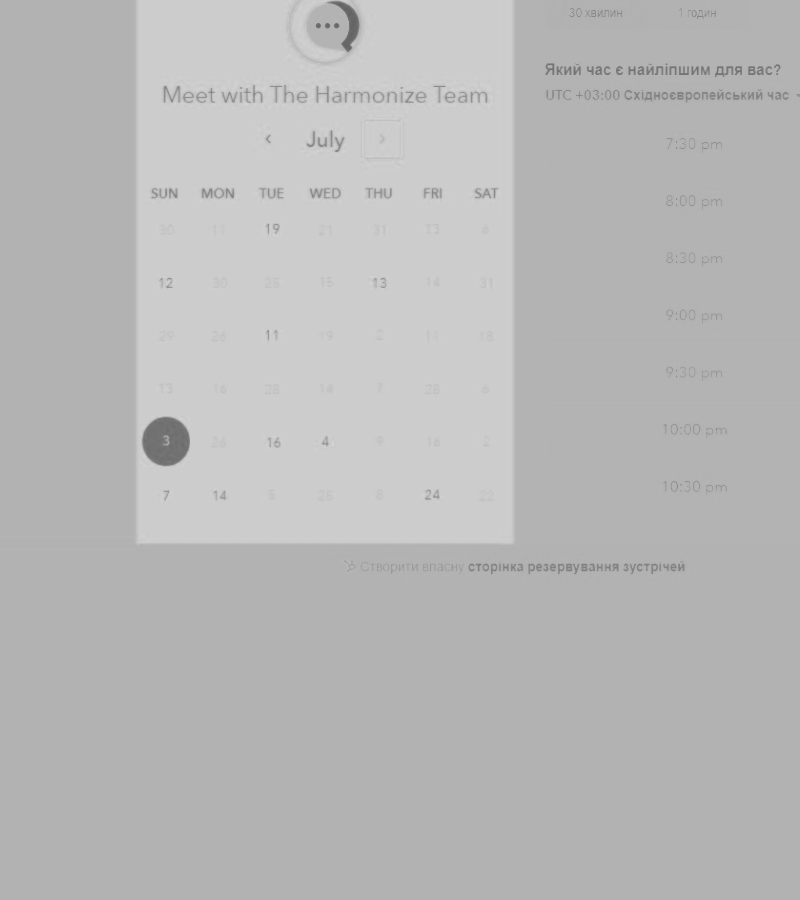 30 хвилин 1 годин
Який час є найліпшим для вас?
UTC +03:00 Східноєвропейський час
Meet with The Harmonize Team
July
SUN MON TUE WED THU FRI SAT
30 11 19 21 31 13 6
12 30 25 15 13 14 31
29 26 11 19 2 11 18
13 16 28 14 7 28 6
3 26 16 4 9 16 2
7 14 5 28 8 24 22
7:30 pm
8:00 pm
8:30 pm
9:00 pm
9:30 pm
10:00 pm
10:30 pm
Створити власну сторінка резервування зустрічей